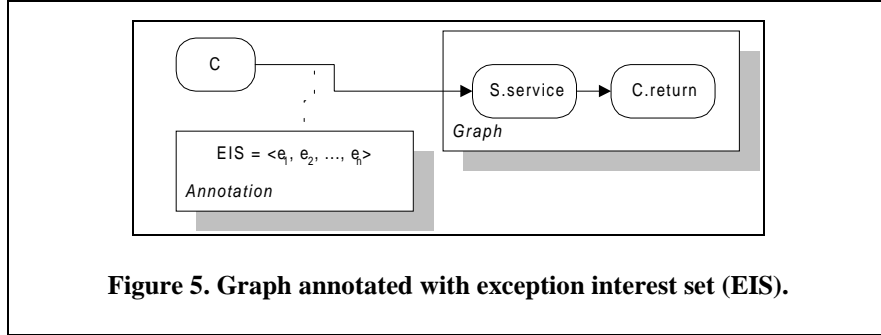 C
S.service
C.return
Graph
EIS = <e1, e2, ..., en>
Annotation
Figure 5. Graph annotated with exception interest set (EIS).